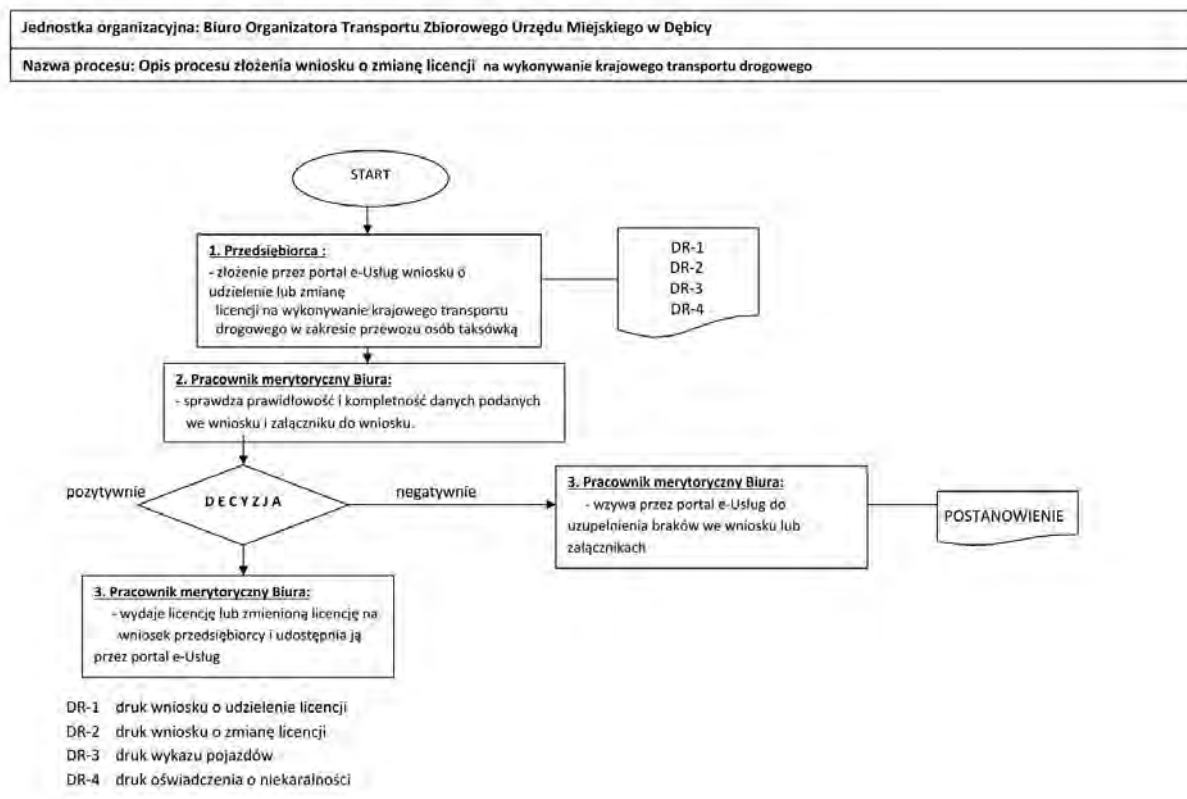 Jednostka organizacyjna: Biuro Organizatora Transportu Zbiorowego Urzędu Miejskiego w Dębicy
Nazwa procesu: Opis procesu złożenia wniosku o zmianę licencji na wykonywanie krajowego transportu drogowego
START
1. Przedsiębiorca :
- złożenie przez portal e-Usług wniosku o
udzielenie lub zmianę
licencji na wykonywanie krajowego transportu
drogowego w zakresie przewozu osób taksówką
DR-1
DR-2
DR-3
DR-4
2. Pracownik merytoryczny Biura:
- sprawdza prawidłowość i kompletność danych podanych
we wniosku i załączniku do wniosku.
pozytywnie
DECYZJA
negatywnie
3. Pracownik merytoryczny Biura:
- wzywa przez portal e-Usług do
uzupełnienia braków we wniosku lub
załącznikach
POSTANOWIENIE
3. Pracownik merytoryczny Biura:
- wydaje licencję lub zmienioną licencję na
wniosek przedsiębiorcy i udostępnia ją
przez portal e-Usług
DR-1 druk wniosku o udzielenie licencji
DR-2 druk wniosku o zmianę licencji
DR-3 druk wykazu pojazdów
DR-4 druk oświadczenia o niekaralności